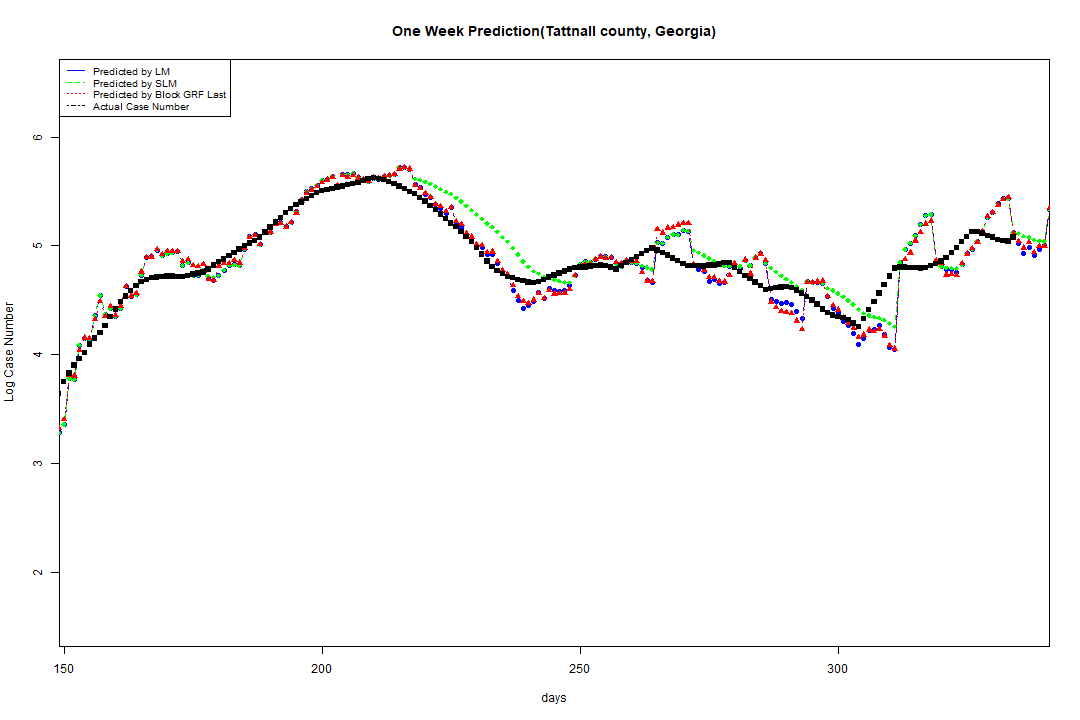 One Week Prediction(Tattnall county, Georgia)
Predicted by LM
Predicted by SLM
Predicted by Block GRF Last
Actual Case Number
6
5
4
3
2
Log Case Number
150 200 250 300
days